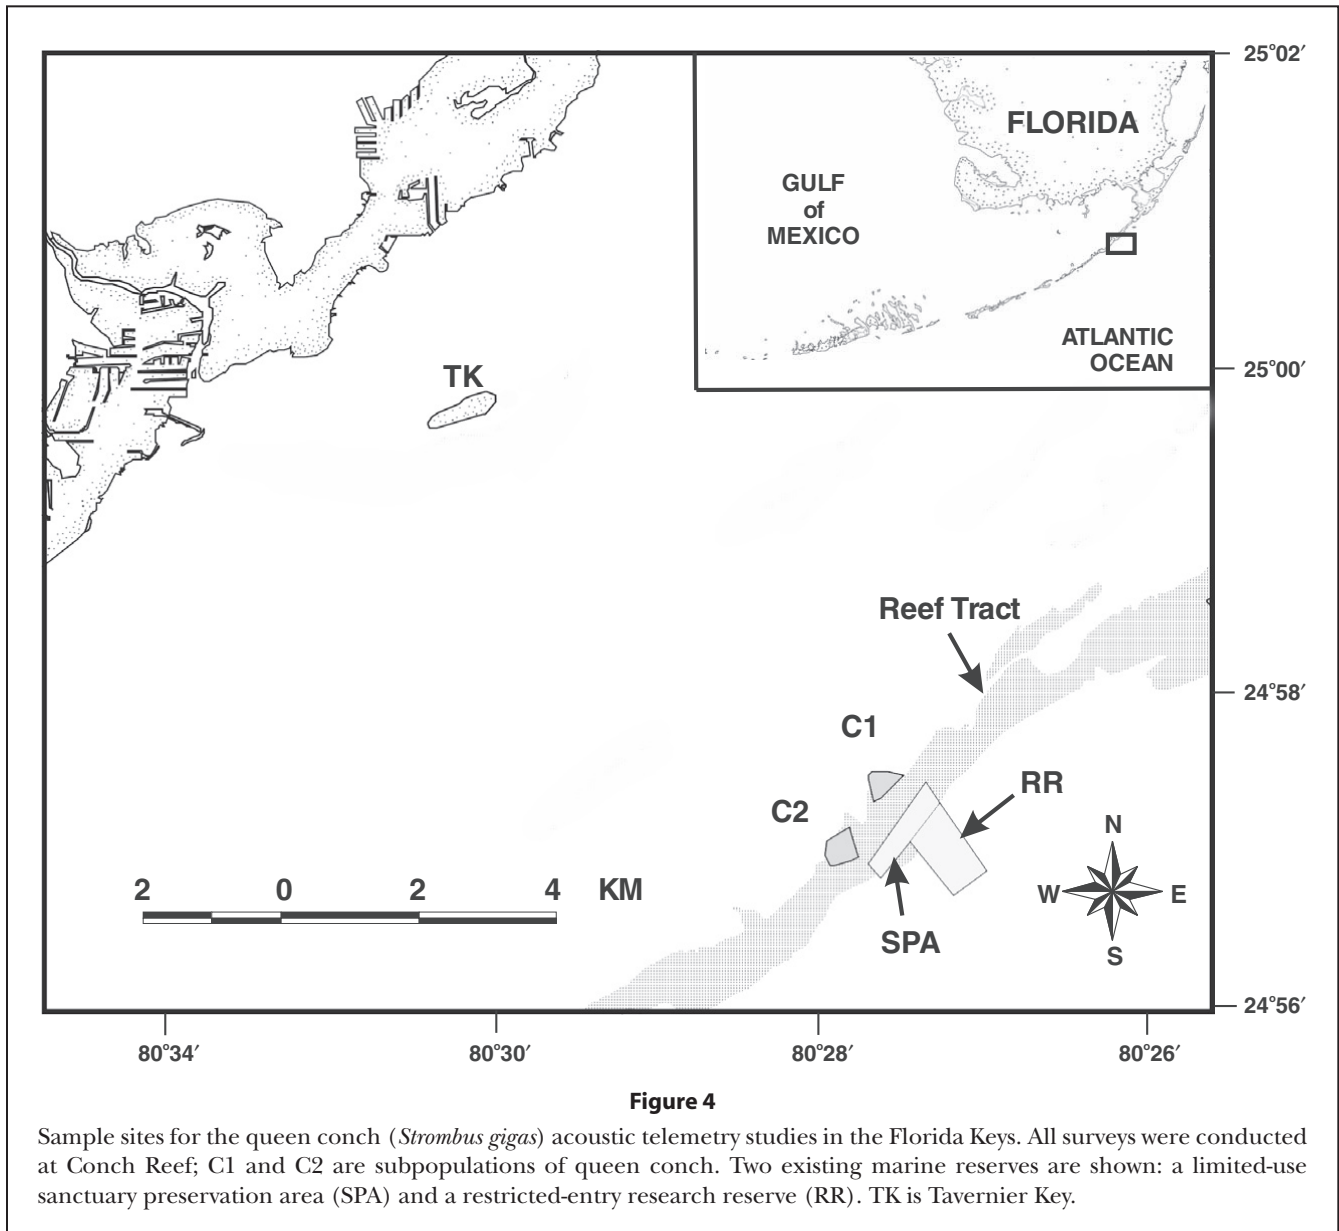 25°02′
FLORIDA
GULF
of
MEXICO
ATLANTIC
OCEAN
25°00′
TK
Reef Tract
24°58′
C1
RR
C2
N
2 0 2 4 KM
W E
SPA
S
24°56′
80°34′ 80°30′ 80°28′ 80°26′
Figure 4
Sample sites for the queen conch (Strombus gigas) acoustic telemetry studies in the Florida Keys. All surveys were conducted
at Conch Reef; C1 and C2 are subpopulations of queen conch. Two existing marine reserves are shown: a limited-use
sanctuary preservation area (SPA) and a restricted-entry research reserve (RR). TK is Tavernier Key.